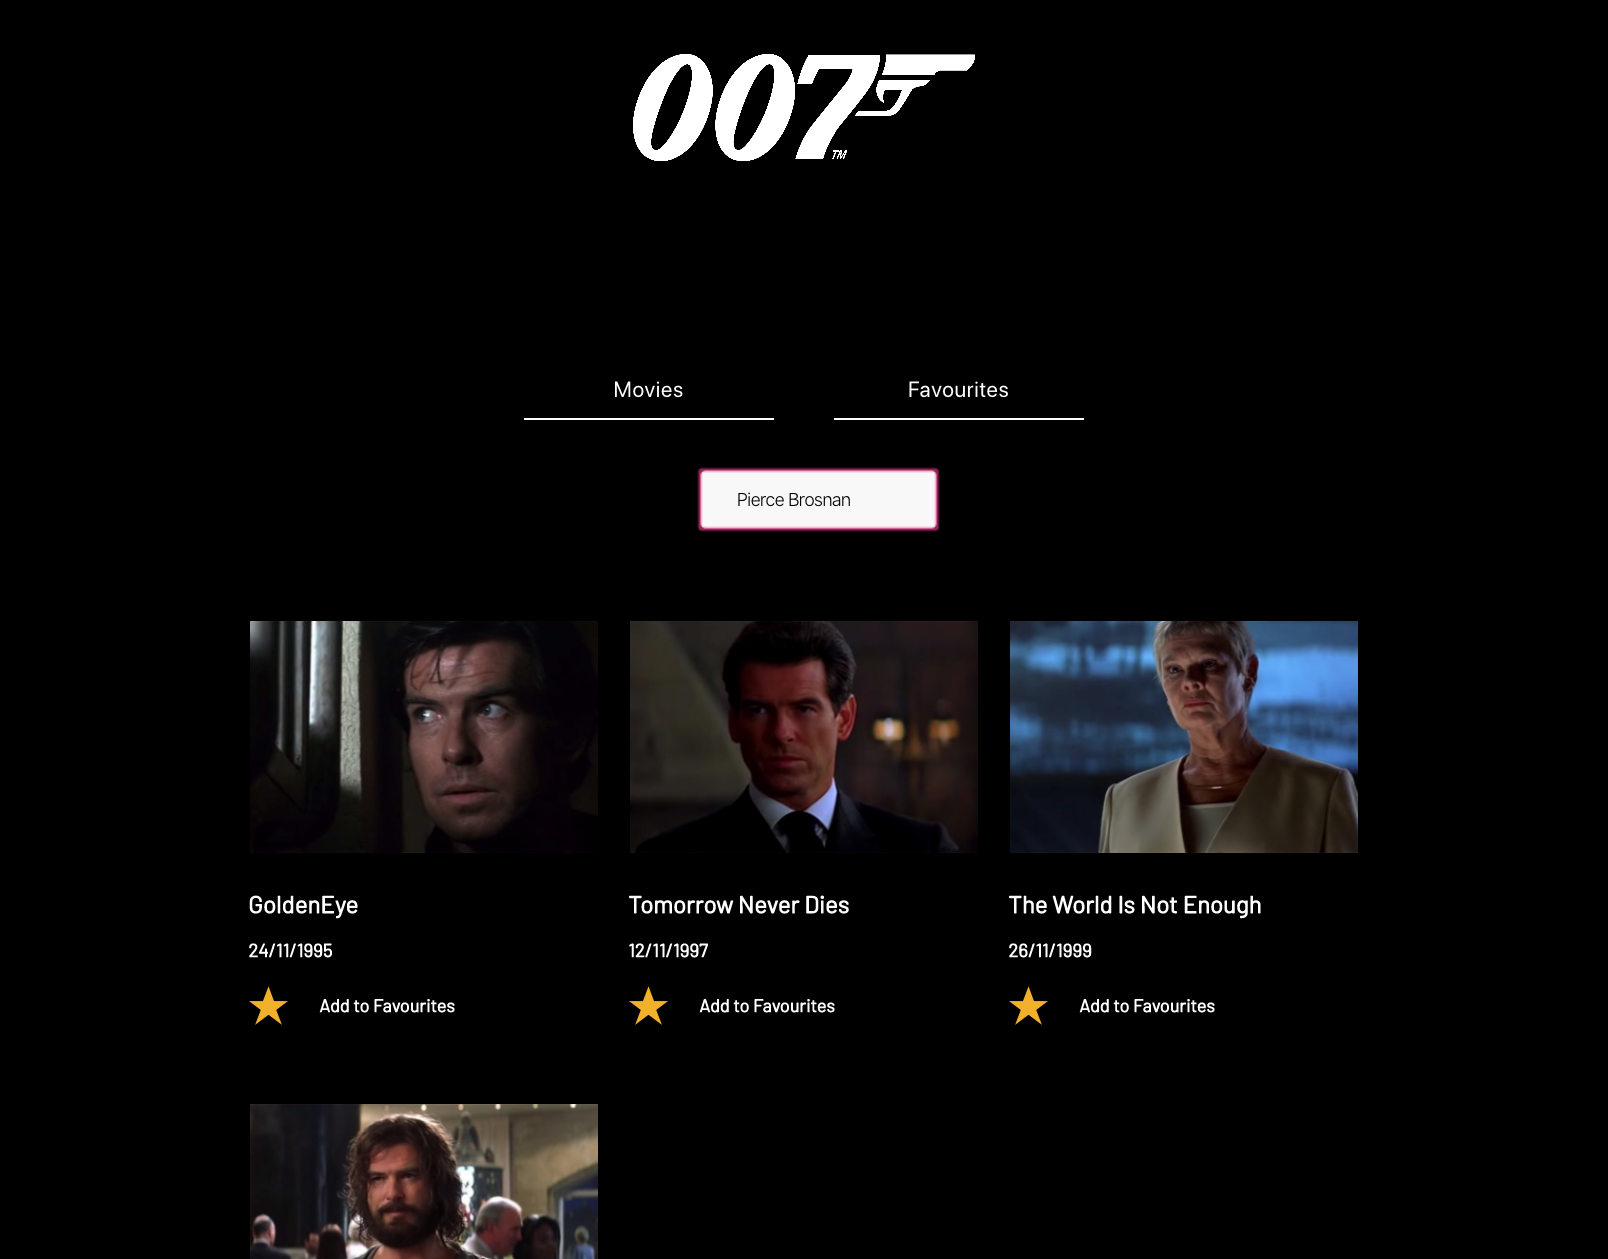 007
TM
Movies
Favourites
Pierce Brosnan
GoldenEye
24/11/1995
Add to Favourites
Tomorrow Never Dies
12/11/1997
Add to Favourites
The World Is Not Enough
26/11/1999
Add to Favourites